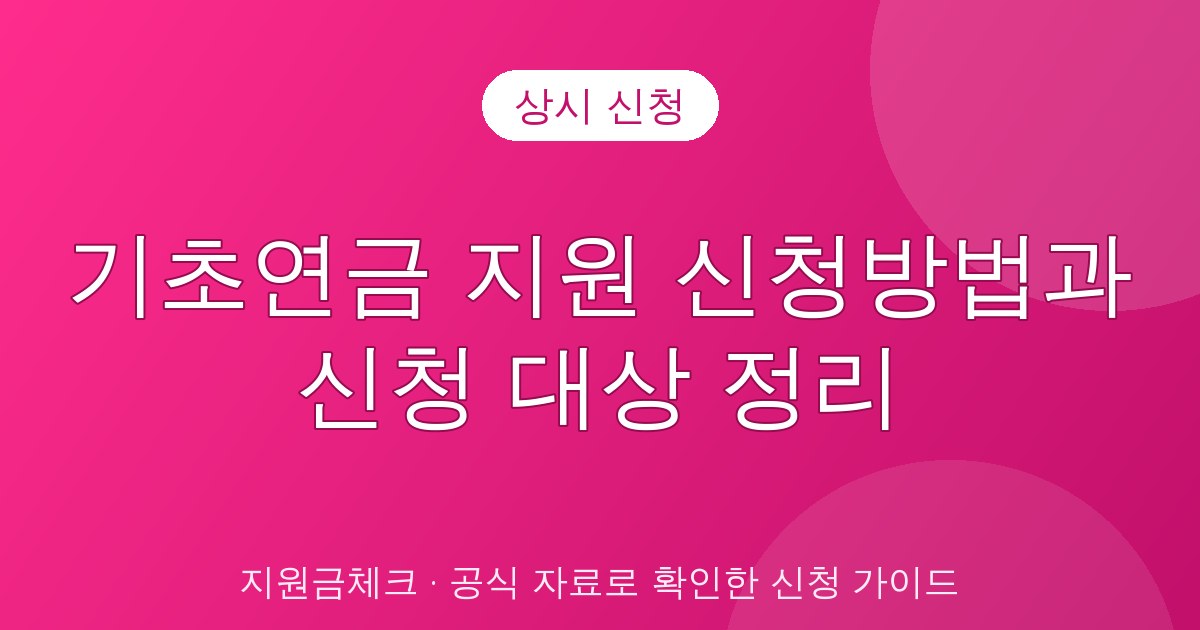 상시 신청
기초연금 지원 신청방법과
신청 대상 정리
지원금체크 · 공식 자료로 확인한 신청 가이드